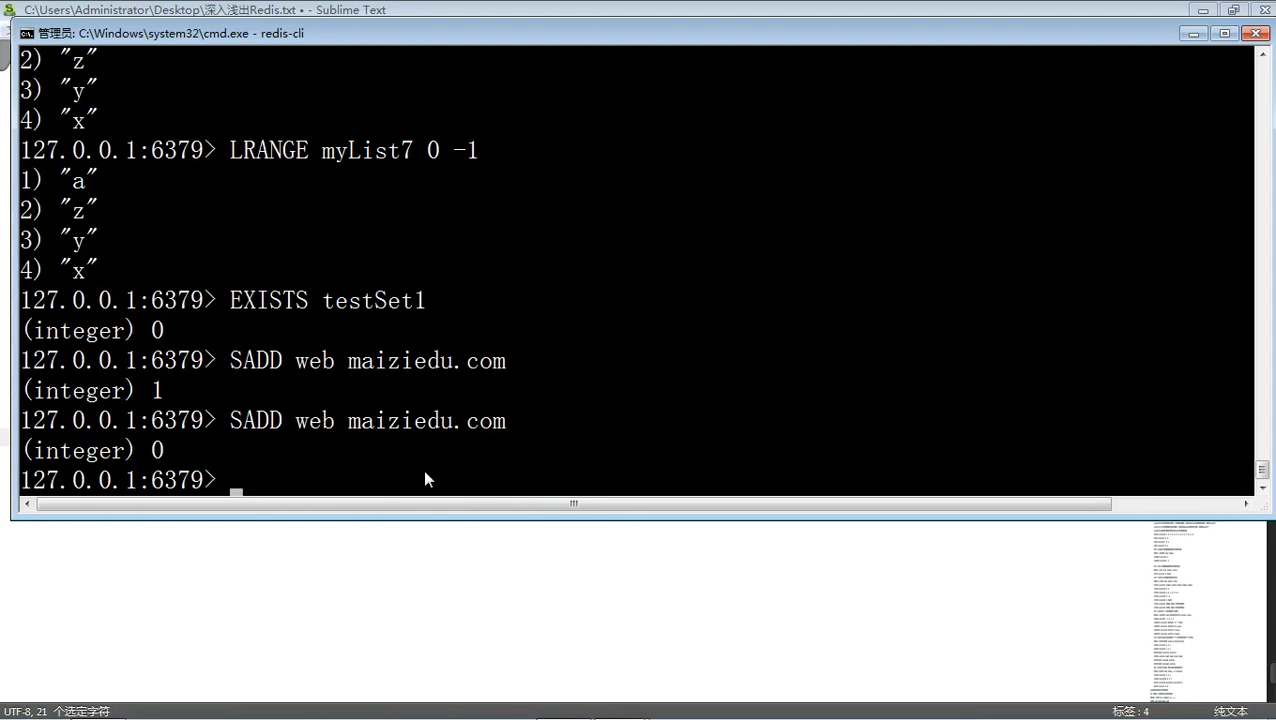 C:\Users\Administrator\Desktop\深入浅出Redis.txt • - Sublime Text
管理员: C:\Windows\system32\cmd.exe - redis-cli
2) "z"
3) "y"
4) "x"
127.0.0.1:6379> LRANGE myList7 0 -1
1) "a"
2) "z"
3) "y"
4) "x"
127.0.0.1:6379> EXISTS testSet1
(integer) 0
127.0.0.1:6379> SADD web maiziedu.com
(integer) 1
127.0.0.1:6379> SADD web maiziedu.com
(integer) 0
127.0.0.1:6379>
21 个选定字符
标签: 4
纯文本